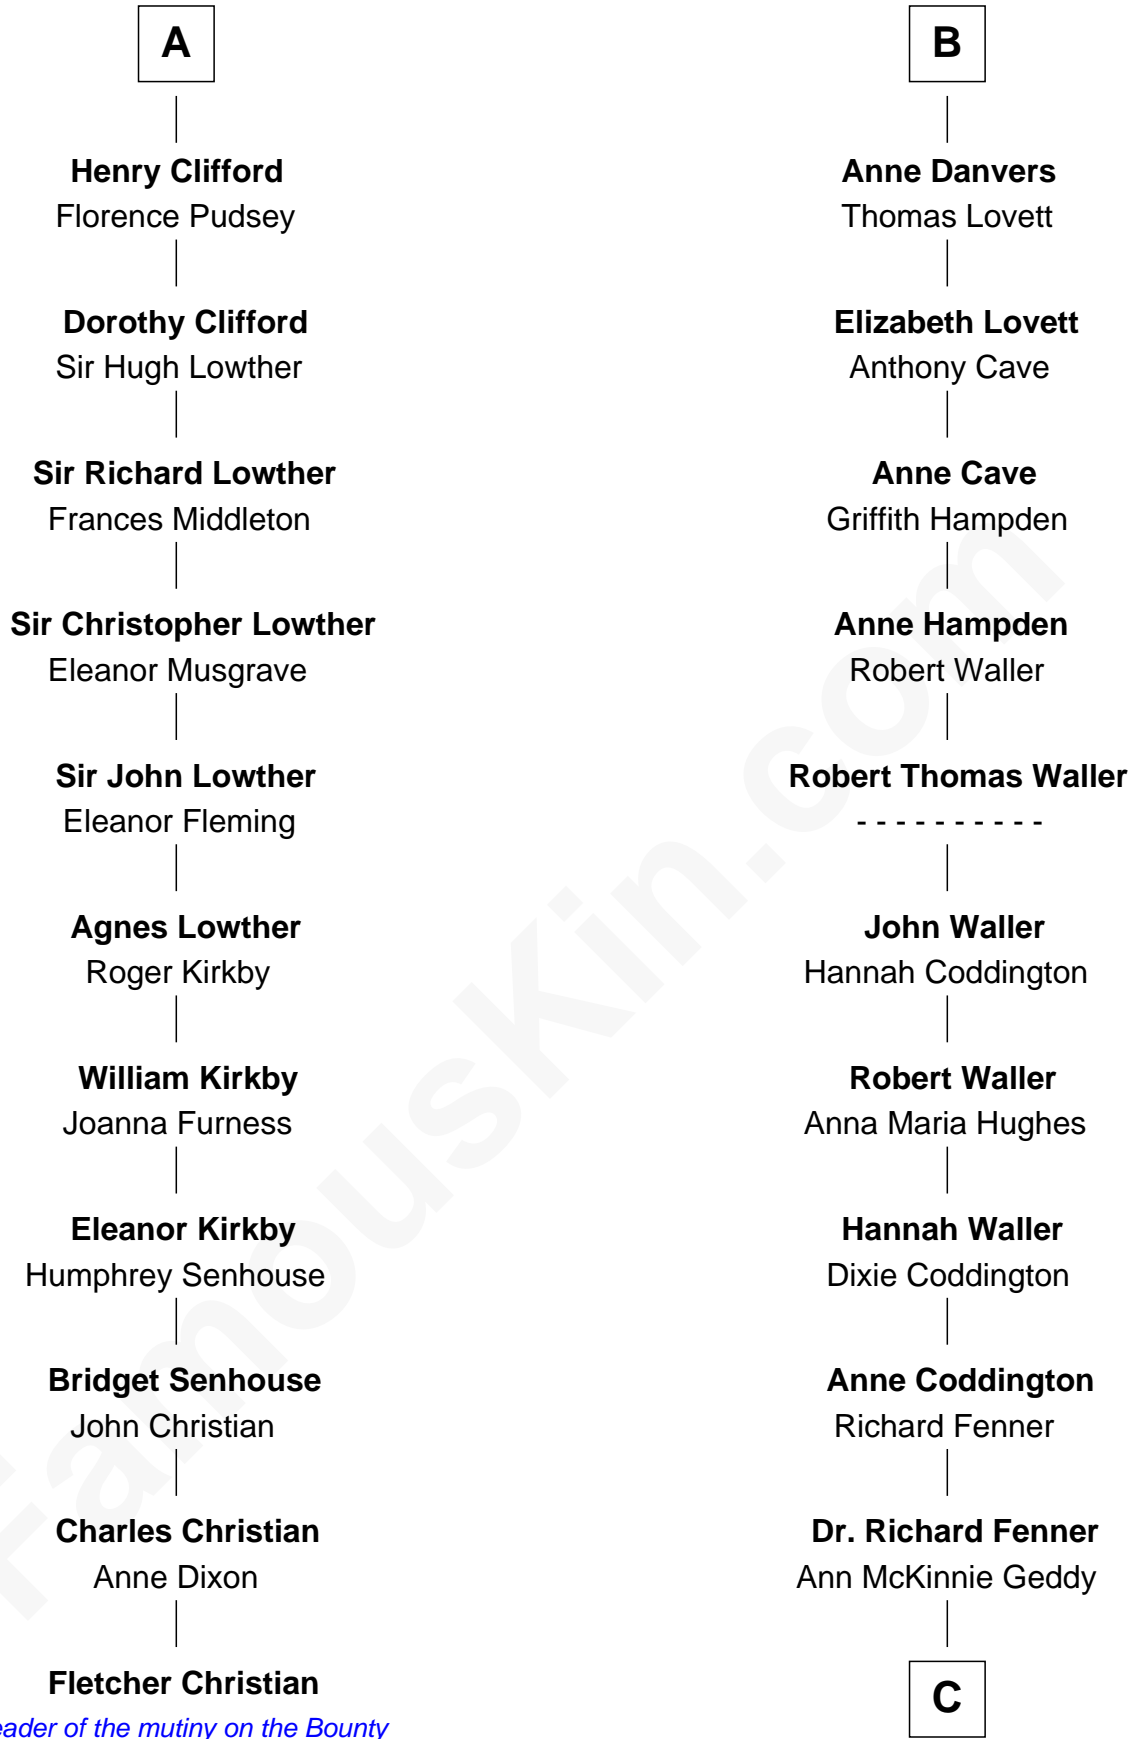 A
Henry Clifford
Florence Pudsey
Dorothy Clifford
Sir Hugh Lowther
Sir Richard Lowther
Frances Middleton
Sir Christopher Lowther
Eleanor Musgrave
Sir John Lowther
Eleanor Fleming
Agnes Lowther
Roger Kirkby
William Kirkby
Joanna Furness
Eleanor Kirkby
Humphrey Senhouse
Bridget Senhouse
John Christian
Charles Christian
Anne Dixon
Fletcher Christian
eader of the mutiny on the Bounty
B
Anne Danvers
Thomas Lovett
Elizabeth Lovett
Anthony Cave
Anne Cave
Griffith Hampden
Anne Hampden
Robert Waller
Robert Thomas Waller
- - - - - - - - - -
John Waller
Hannah Coddington
Robert Waller
Anna Maria Hughes
Hannah Waller
Dixie Coddington
Anne Coddington
Richard Fenner
Dr. Richard Fenner
Ann McKinnie Geddy
C
FamousKin.com